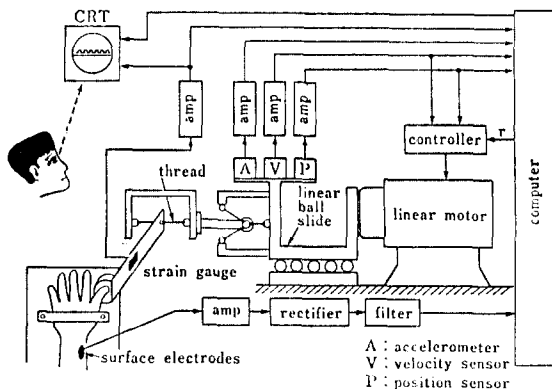 CRT
amp
amp
amp
amp
A
V
P
controller
r
computer
thread
linear
ball
slide
linear motor
strain gauge
amp
rectifier
filter
surface electrodes
A : accelerometer
V : velocity sensor
P : position sensor